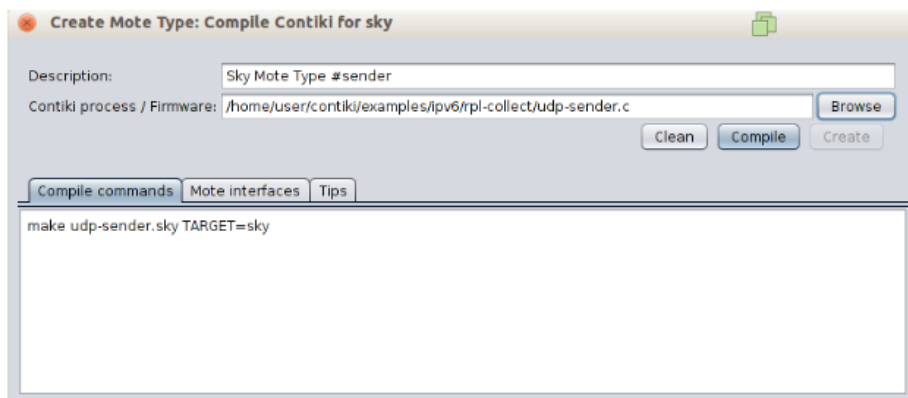 Create Mote Type: Compile Contiki for sky
Description: Sky Mote Type #sender
Contiki process / Firmware: /home/user/contiki/examples/ipv6/rpl-collect/udp-sender.c Browse
Clean Compile Create
Compile commands Mote interfaces Tips
make udp-sender.sky TARGET=sky